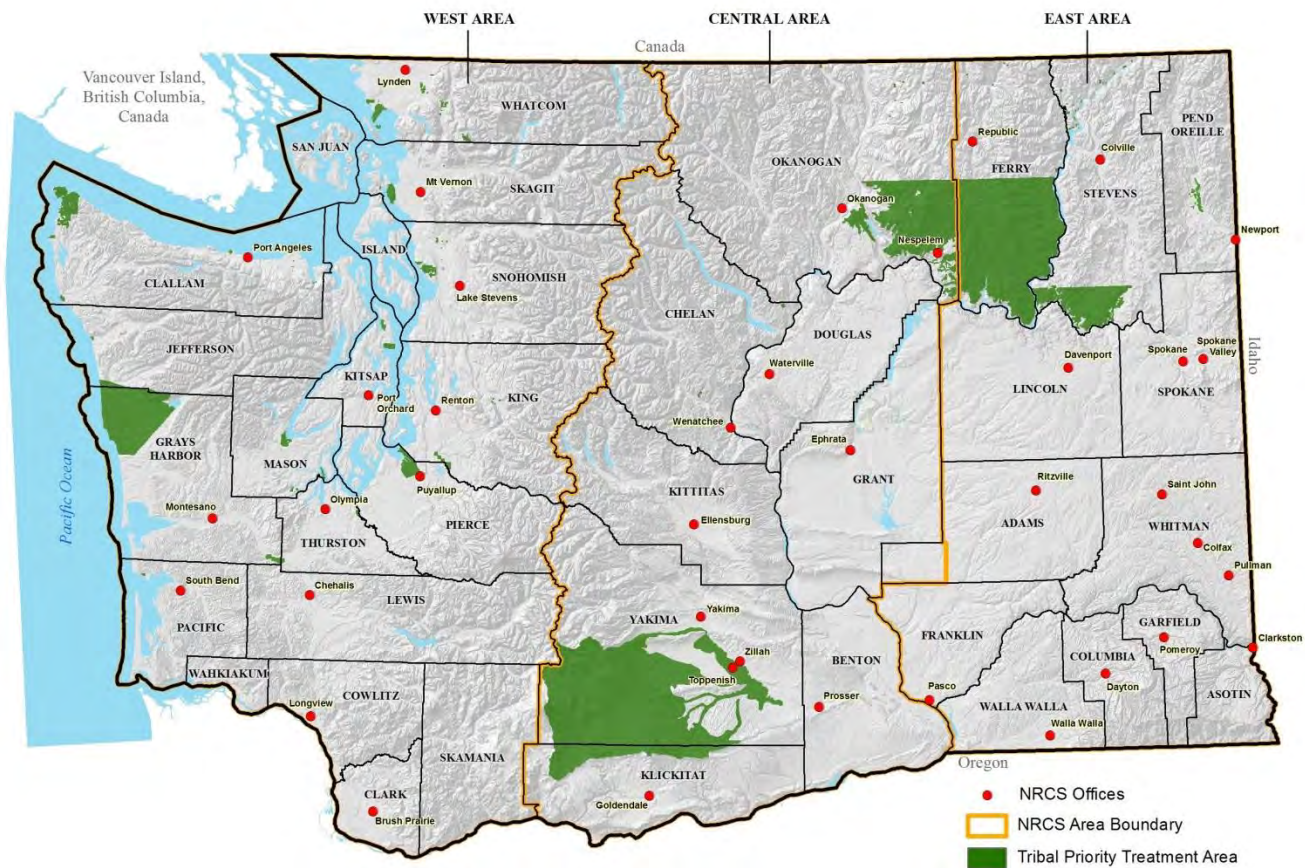 WEST AREA
CENTRAL AREA
EAST AREA
Canada
Vancouver Island,
British Columbia,
Canada
Lynden
WHATCOM
SAN JUAN
OKANOGAN
Republic
FERRY
Colville
STEVENS
PEND
OREILLE
Mt Vernon
SKAGIT
Okanogan
Nespelem
Newport
Port Angeles
ISLAND
CLALLAM
SNOHOMISH
Lake Stevens
CHELAN
DOUGLAS
JEFFERSON
KITSAP
Port
Orchard
Renton
KING
Waterville
Wenatchee
Davenport
LINCOLN
Spokane
Spokane
Valley
SPOKANE
Idaho
GRAYS
HARBOR
MASON
Ephrata
GRANT
Pacific Ocean
Montesano
Olympia
Puyallup
PIERCE
THURSTON
KITTITAS
Ellensburg
Ritzville
ADAMS
Saint John
WHITMAN
Colfax
Pullman
South Bend
PACIFIC
Chehalis
LEWIS
YAKIMA
Yakima
Zillah
Toppenish
BENTON
Prosser
FRANKLIN
Pasco
GARFIELD
Pomeroy
Clarkston
COLUMBIA
Dayton
ASOTIN
WALLA WALLA
Walla Walla
WAHKIAKUM
COWLITZ
Longview
SKAMANIA
KLICKITAT
Goldendale
Oregon
CLARK
Brush Prairie
NRCS Offices
NRCS Area Boundary
Tribal Priority Treatment Area